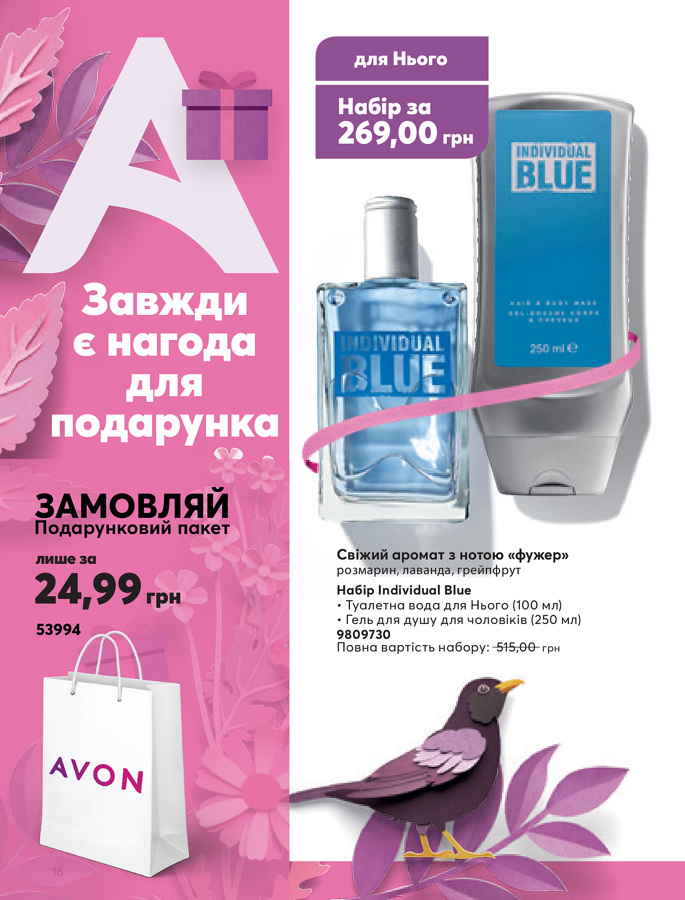 A
Завжди
є нагода
для
подарунка
ЗАМОВЛЯЙ
Подарунковий пакет
лише за
24,99 грн
53994
AVON
16
для Нього
Набір за
269,00 грн
INDIVIDUAL
BLUE
HAIR & BODY WASH
GEL-DOUCHE CORPS
& CHEVEUX
250 ml e
INDIVIDUAL
BLUE
Свіжий аромат з нотою «фужер»
розмарин, лаванда, грейпфрут
Набір Individual Blue
• Туалетна вода для Нього (100 мл)
• Гель для душу для чоловіків (250 мл)
9809730
Повна вартість набору: 515,00 грн